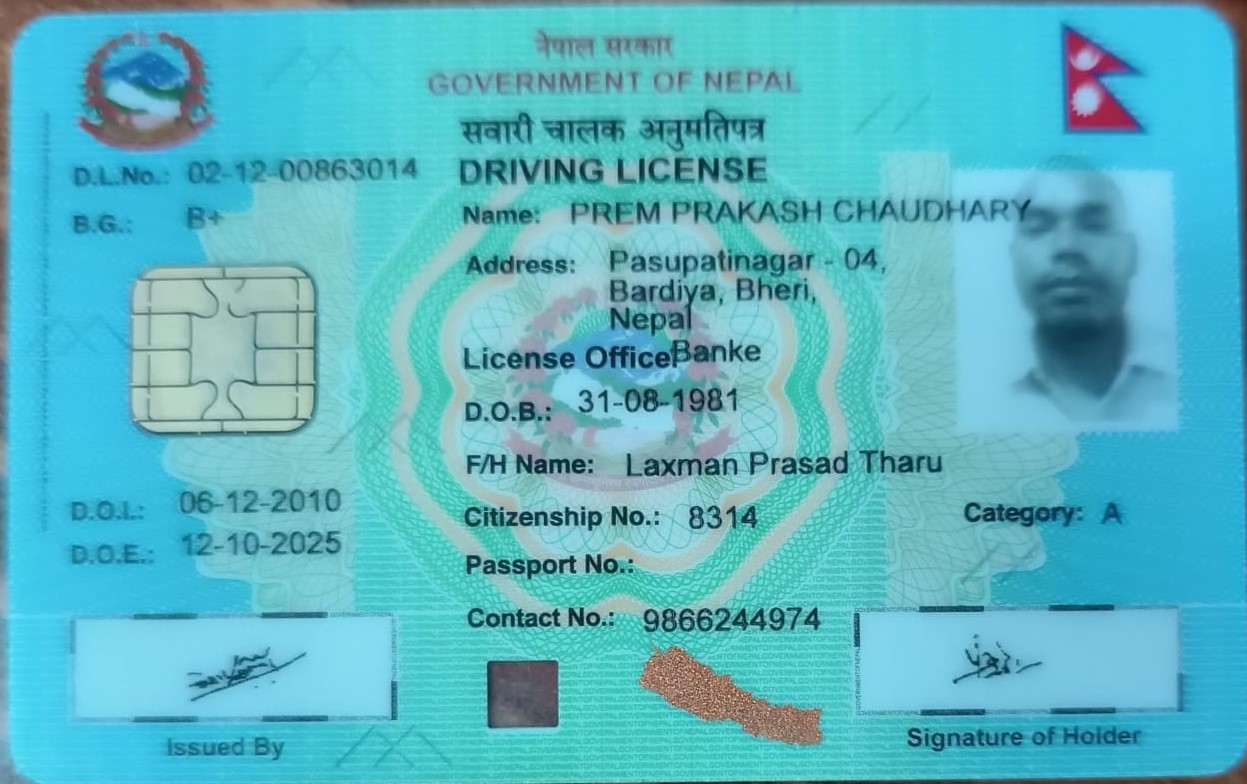 नेपाल सरकार
GOVERNMENT OF NEPAL
सवारी चालक अनुमतिपत्र
DRIVING LICENSE
D.L.No.: 02-12-00863014
B.G.: B+
Name: PREM PRAKASH CHAUDHARY
Address: Pasupatinagar - 04,
Bardiya, Bheri,
Nepal
License Office Banke
D.O.B.: 31-08-1981
F/H Name: Laxman Prasad Tharu
D.O.I.: 06-12-2010
Citizenship No.: 8314
Category: A
D.O.E.: 12-10-2025
Passport No.:
Contact No.: 9866244974
Issued By
Signature of Holder